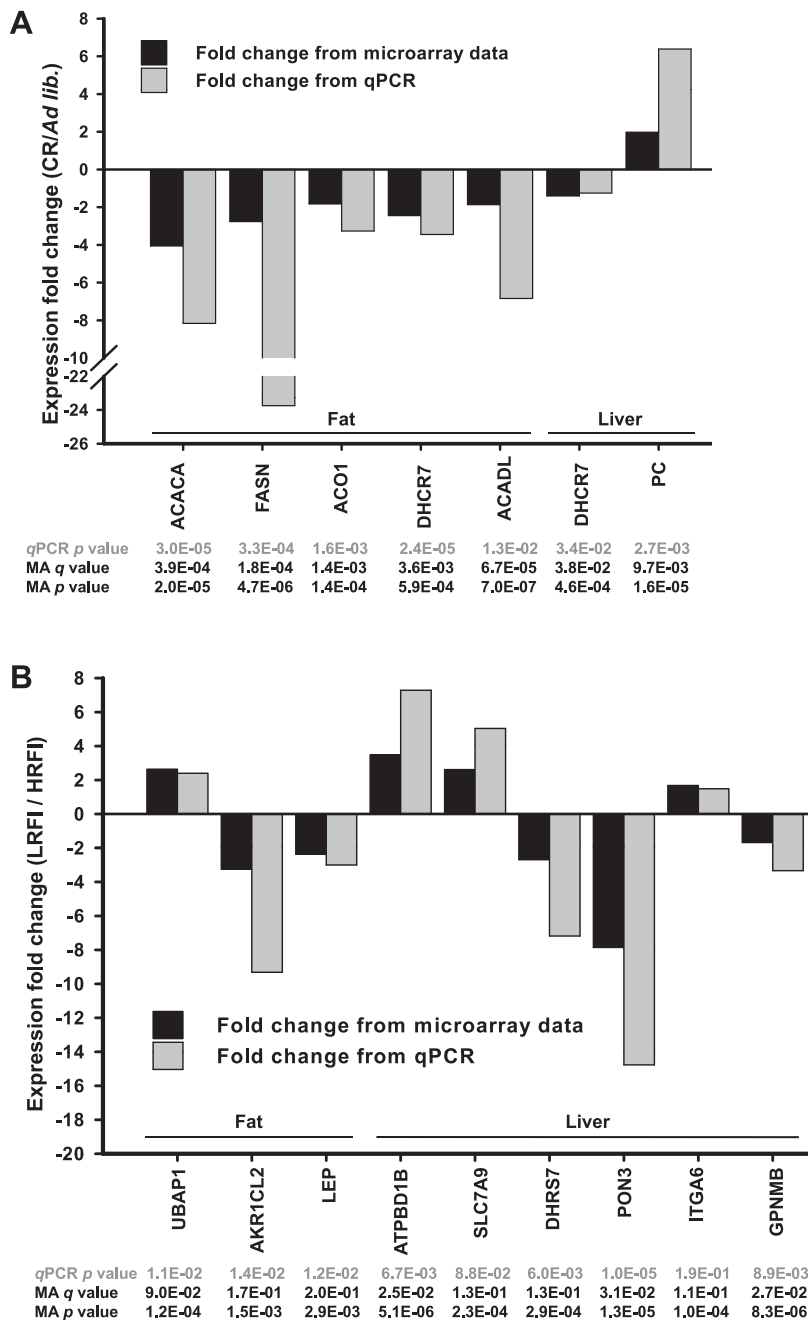 A
8
6
4
2
0
-2
-4
-6
-8
-10
-22
-24
-26
Expression fold change (CR/Ad lib.)
Fold change from microarray data
Fold change from qPCR
Fat Liver
ACACA FASN ACO1 DHCR7 ACADL DHCR7 PC
qPCR p value 3.0E-05 3.3E-04 1.6E-03 2.4E-05 1.3E-02 3.4E-02 2.7E-03
MA q value 3.9E-04 1.8E-04 1.4E-03 3.6E-03 6.7E-05 3.8E-02 9.7E-03
MA p value 2.0E-05 4.7E-06 1.4E-04 5.9E-04 7.0E-07 4.6E-04 1.6E-05
B
8
6
4
2
0
-2
-4
-6
-8
-10
-12
-14
-16
-18
-20
Expression fold change (LRFI / HRFI)
Fold change from microarray data
Fold change from qPCR
Fat Liver
UBAP1 AKR1CL2 LEP ATPBD1B SLC7A9 DHRS7 PON3 ITGA6 GPNMB
qPCR p value 1.1E-02 1.4E-02 1.2E-02 6.7E-03 8.8E-02 6.0E-03 1.0E-05 1.9E-01 8.9E-03
MA q value 9.0E-02 1.7E-01 2.0E-01 2.5E-02 1.3E-01 1.3E-01 3.1E-02 1.1E-01 2.7E-02
MA p value 1.2E-04 1.5E-03 2.9E-03 5.1E-06 2.3E-04 2.9E-04 1.3E-05 1.0E-04 8.3E-06